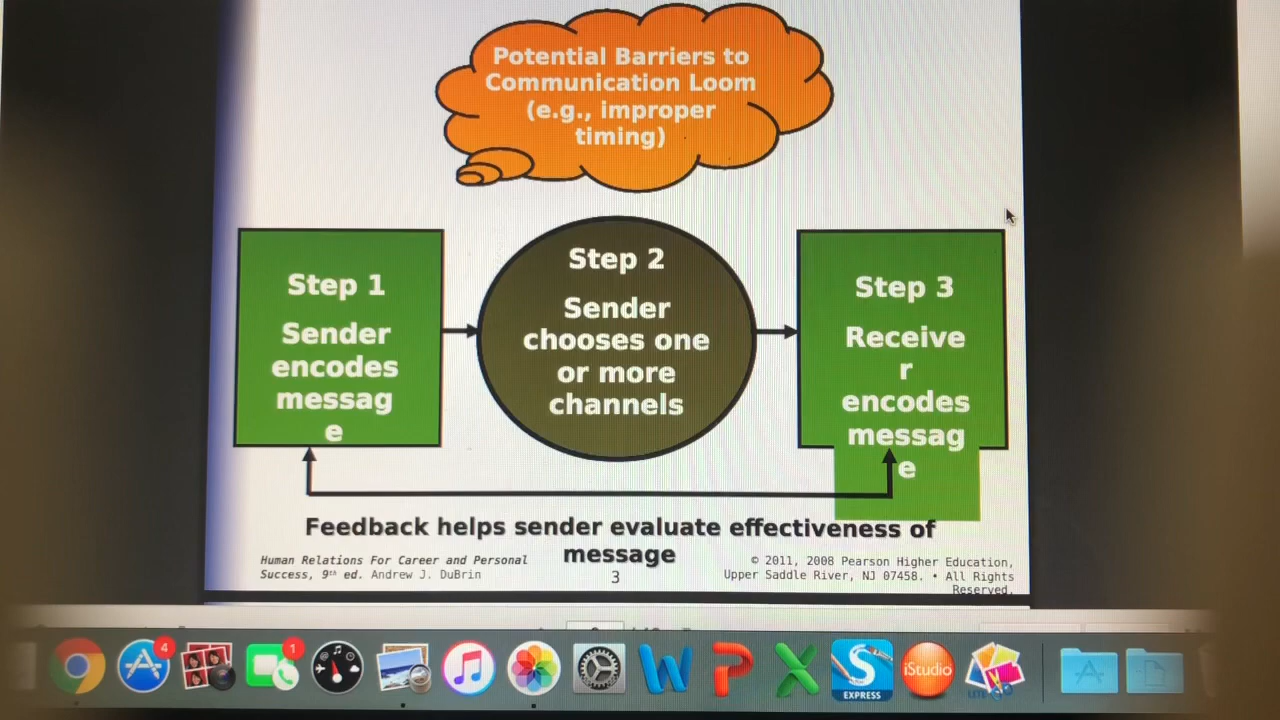 Potential Barriers to
Communication Loom
(e.g., improper
timing)
Step 1
Sender
encodes
messag
e
Step 2
Sender
chooses one
or more
channels
Step 3
Receive
r
encodes
messag
e
Feedback helps sender evaluate effectiveness of
message
Human Relations For Career and Personal
Success, 9th ed. Andrew J. DuBrin
3
© 2011, 2008 Pearson Higher Education,
Upper Saddle River, NJ 07458. • All Rights
Reserved.
4
1
EXPRESS
iStudio